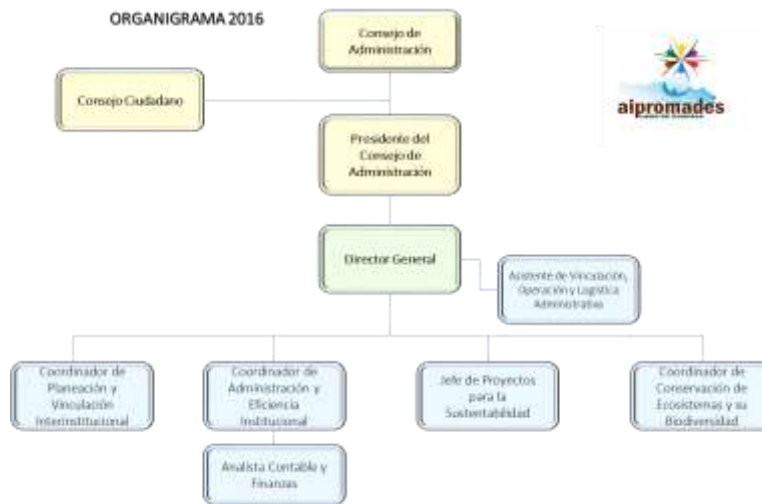 ORGANIGRAMA 2016
Consejo de
Administración
Consejo Ciudadano
aipromades
Presidente del
Consejo de
Administración
Director General
Asistente de Vinculación,
Operación y Logística
Administrativa
Coordinador de
Planeación y
Vinculación
Interinstitucional
Coordinador de
Administración y
Eficiencia
Institucional
Jefe de Proyectos
para la
Sustentabilidad
Coordinador de
Conservación de
Ecosistemas y su
Biodiversidad
Analista Contable y
Finanzas